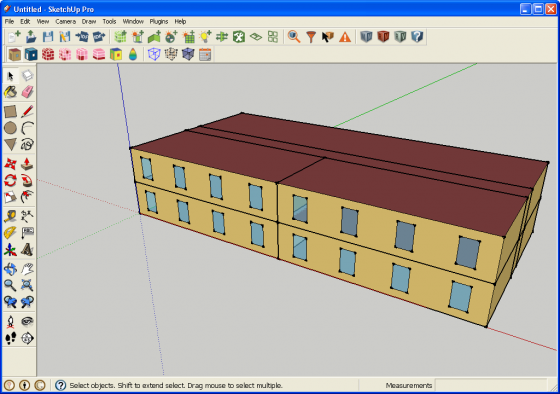 Untitled - SketchUp Pro
File Edit View Camera Draw Tools Window Plugins Help
Select objects. Shift to extend select. Drag mouse to select multiple.
Measurements